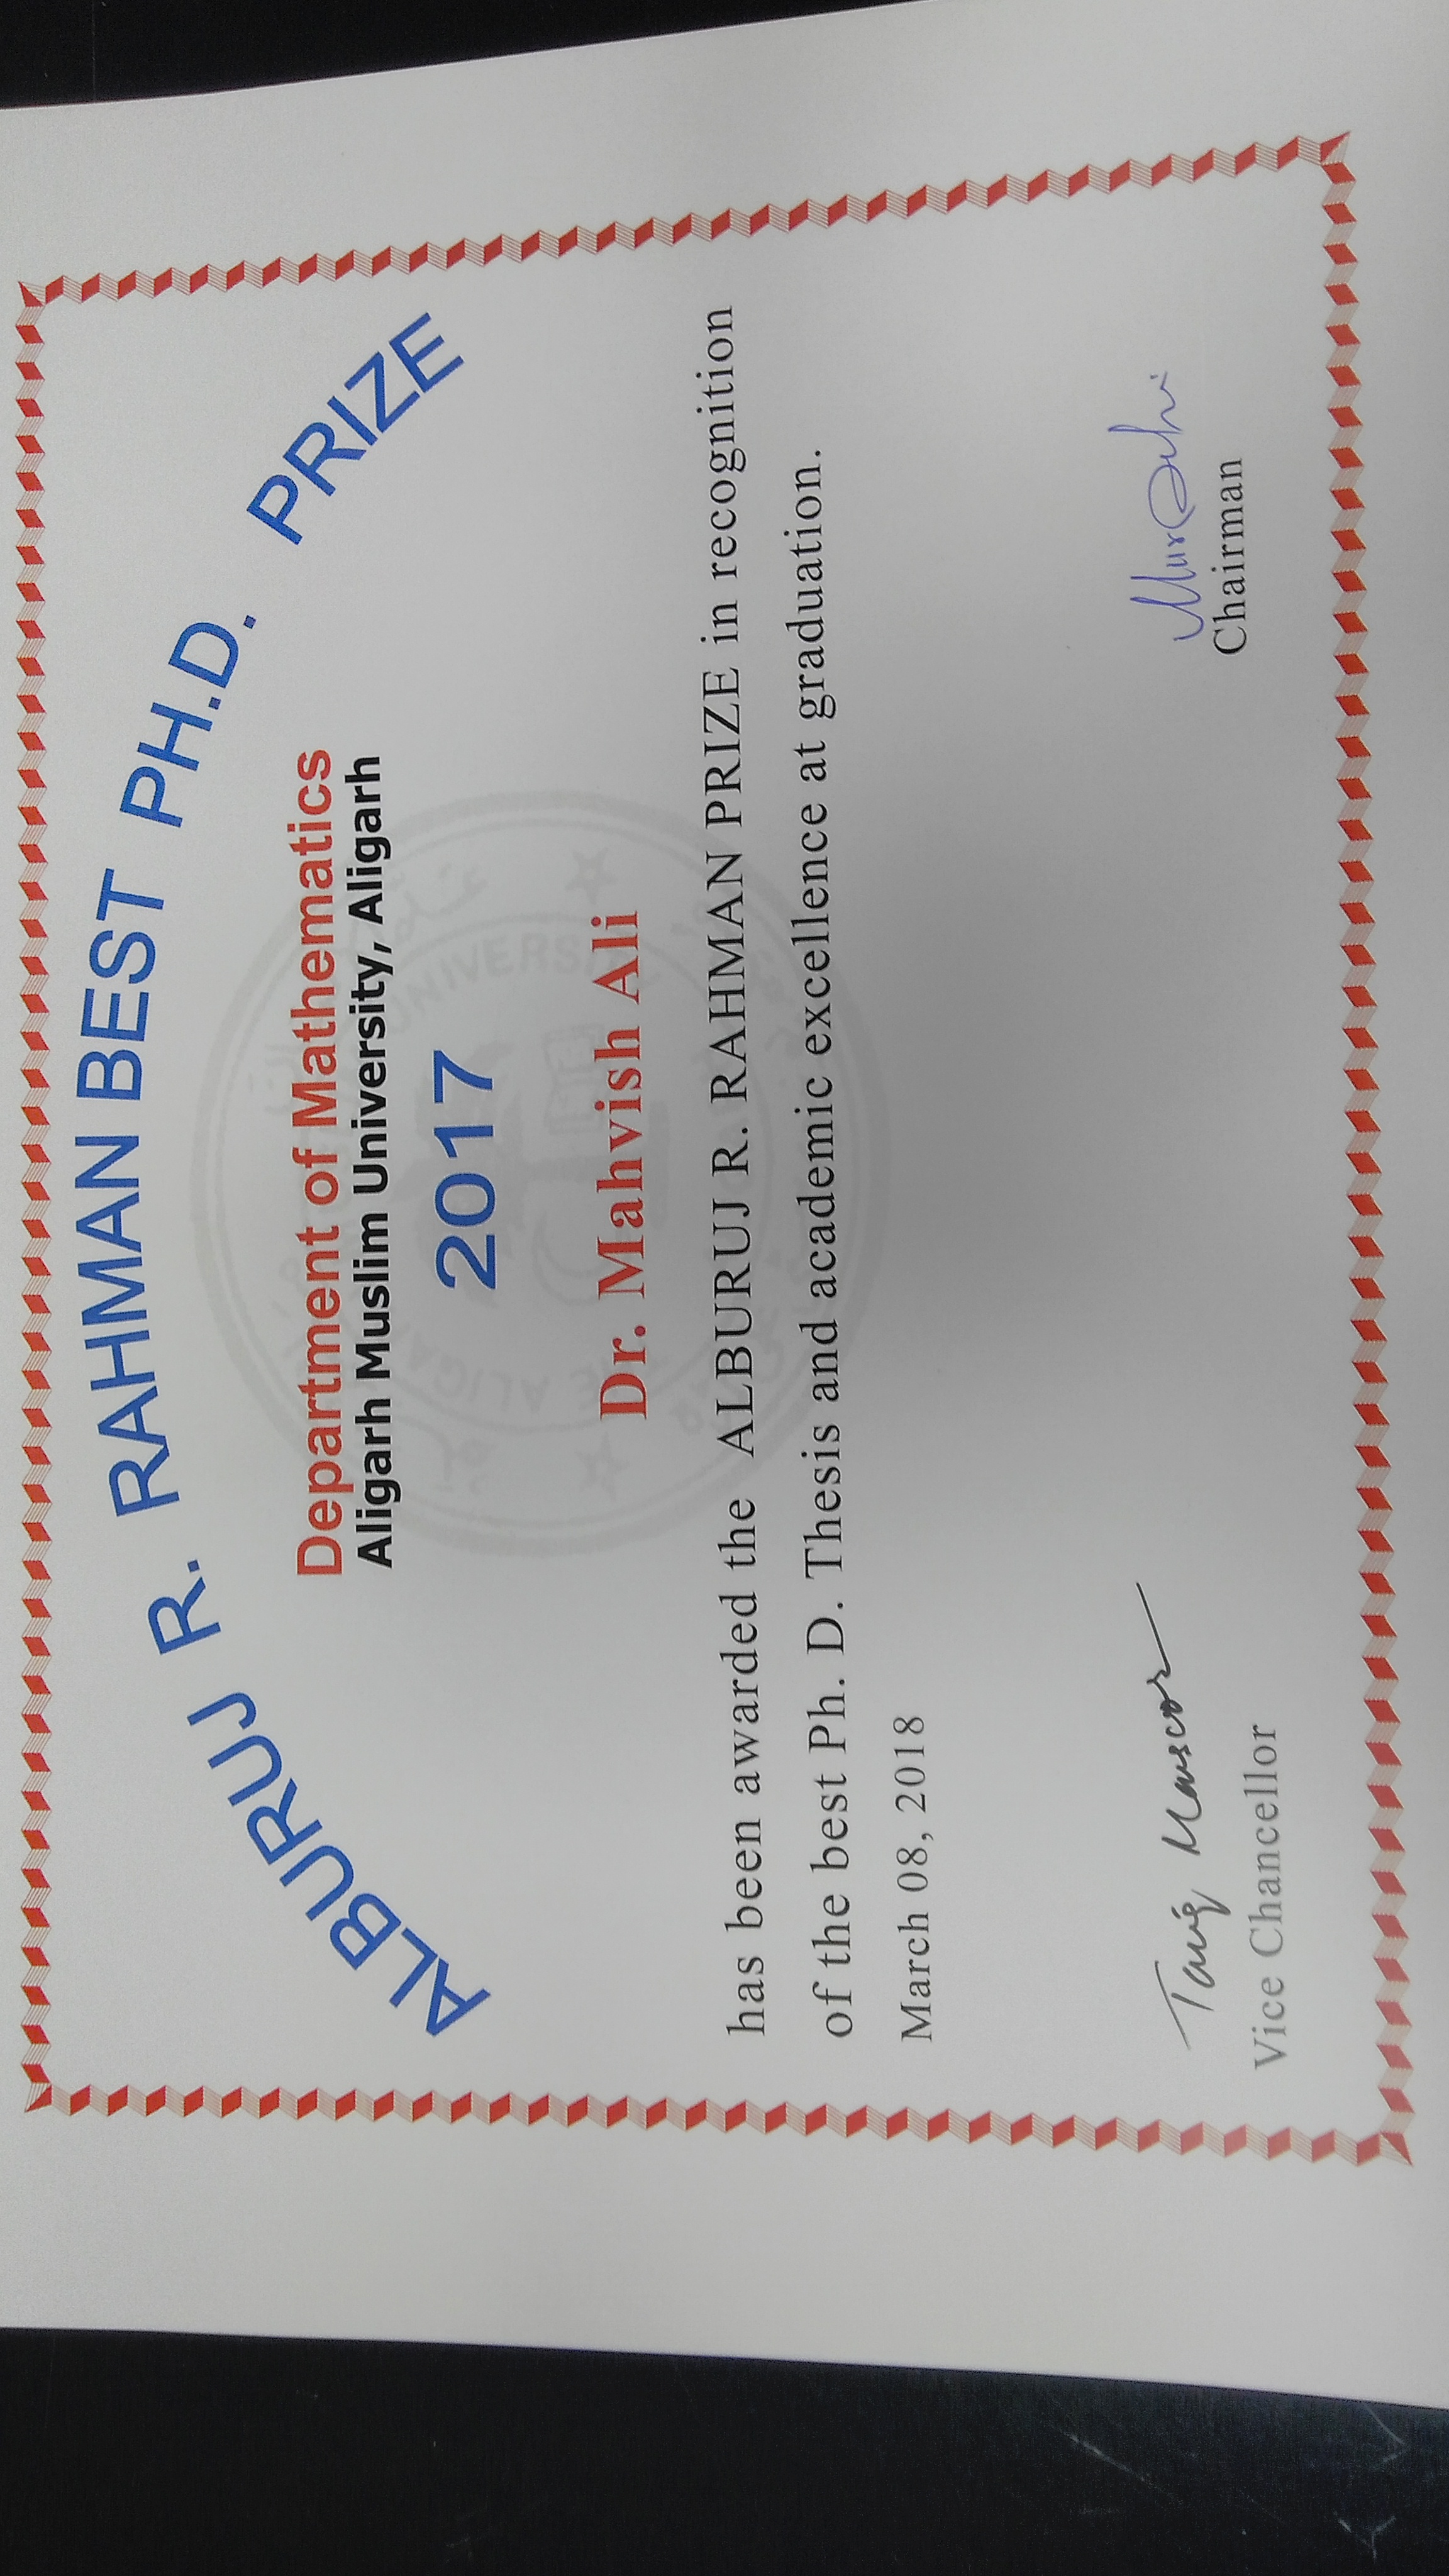 ALBURUJ R. RAHMAN BEST PH.D. PRIZE
Department of Mathematics
Aligarh Muslim University, Aligarh
2017
Dr. Mahvish Ali
has been awarded the ALBURUJ R. RAHMAN PRIZE in recognition
of the best Ph. D. Thesis and academic excellence at graduation.
March 08, 2018
Tariq Mansoor
Vice Chancellor
Chairman